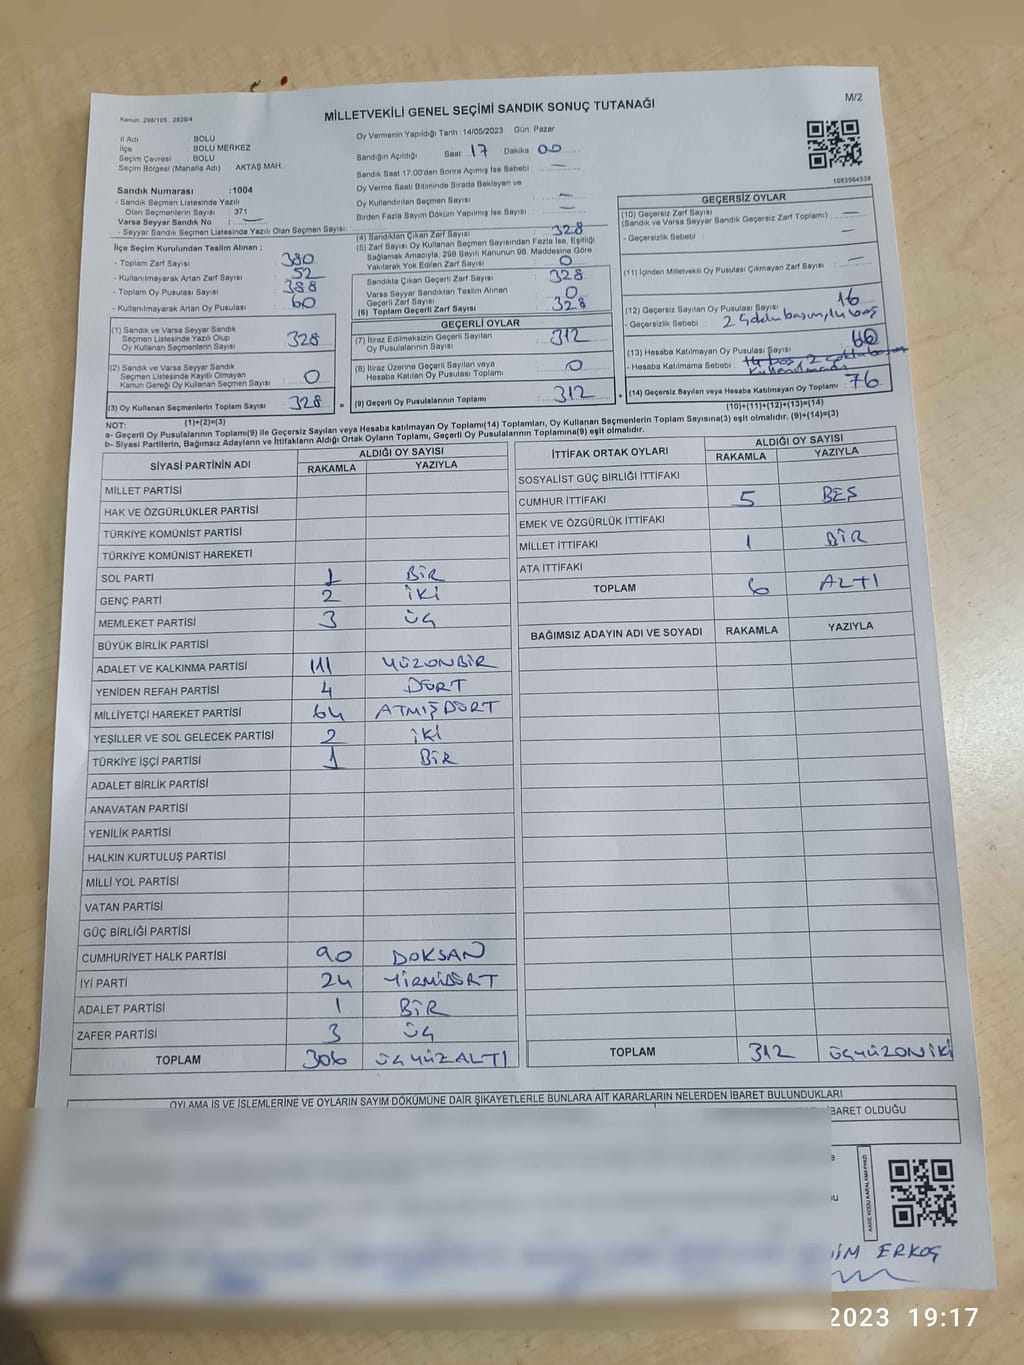 MİLLETVEKİLİ GENEL SEÇİMİ SANDIK SONUÇ TUTANAĞI
M/2
Kanun: 298/105 , 2839/4
İl Adı : BOLU
İlçe : BOLU MERKEZ
Seçim Çevresi : BOLU
Seçim Bölgesi (Mahalle Adı) : AKTAŞ MAH.
Oy Vermenin Yapıldığı Tarih : 14/05/2023 Gün: Pazar
Sandığın Açıldığı Saat: 17 Dakika 00
Sandık Saat 17:00'den Sonra Açımış İse Sebebi : —
Oy Verme Saati Bitiminde Sırada Bekleyen ve
Oy Kullandırılan Seçmen Sayısı : —
Birden Fazla Sayım Döküm Yapılmış İse Sayısı : —
1083564538
Sandık Numarası : 1004
- Sandık Seçmen Listesinde Yazılı
Olan Seçmenlerin Sayısı : 371
Varsa Seyyar Sandık No : —
- Seyyar Sandık Seçmen Listesinde Yazılı Olan Seçmen Sayısı:
İlçe Seçim Kurulundan Teslim Alınan ;
- Toplam Zarf Sayısı : 380
- Kullanılmayarak Artan Zarf Sayısı : 52
- Toplam Oy Pusulası Sayısı : 388
- Kullanılmayarak Artan Oy Pusulası : 60
(1) Sandık ve Varsa Seyyar Sandık
Seçmen Listesinde Yazılı Olup
Oy Kullanan Seçmenlerin Sayısı 328
(2) Sandık ve Varsa Seyyar Sandık
Seçmen Listesinde Kayıtlı Olmayan
Kanun Gereği Oy Kullanan Seçmen Sayısı 0
(3) Oy Kullanan Seçmenlerin Toplam Sayısı 328
(1)+(2)=(3)
(4) Sandıktan Çıkan Zarf Sayısı 328
(5) Zarf Sayısı Oy Kullanan Seçmen Sayısından Fazla İse, Eşitliği
Sağlamak Amacıyla; 298 Sayılı Kanunun 98. Maddesine Göre
Yakılarak Yok Edilen Zarf Sayısı : 0
Sandıkta Çıkan Geçerli Zarf Sayısı 328
Varsa Seyyar Sandıktan Teslim Alınan
Geçerli Zarf Sayısı 0
(6) Toplam Geçerli Zarf Sayısı 328
GEÇERLİ OYLAR
(7) İtiraz Edilmeksizin Geçerli Sayılan
Oy Pusulalarının Sayısı 312
(8) İtiraz Üzerine Geçerli Sayılan veya
Hesaba Katılan Oy Pusulası Toplamı 0
= (9) Geçerli Oy Pusulalarının Toplamı 312
GEÇERSİZ OYLAR
(10) Geçersiz Zarf Sayısı
(Sandık ve Varsa Seyyar Sandık Geçersiz Zarf Toplamı) : —
- Geçersizlik Sebebi : —
(11) İçinden Milletvekili Oy Pusulası Çıkmayan Zarf Sayısı : —
(12) Geçersiz Sayılan Oy Pusulası Sayısı : 16
- Geçersizlik Sebebi :
(13) Hesaba Katılmayan Oy Pusulası Sayısı : 60
- Hesaba Katılmama Sebebi :
+ (14) Geçersiz Sayılan veya Hesaba Katılmayan Oy Toplamı : 76
(10)+(11)+(12)+(13)=(14)
NOT:
a- Geçerli Oy Pusulalarının Toplamı(9) ile Geçersiz Sayılan veya Hesaba katılmayan Oy Toplamı(14) Toplamları, Oy Kullanan Seçmenlerin Toplam Sayısına(3) eşit olmalıdır. (9)+(14)=(3)
b- Siyasi Partilerin, Bağımsız Adayların ve İttifakların Aldığı Ortak Oyların Toplamı, Geçerli Oy Pusulalarının Toplamına(9) eşit olmalıdır.
SİYASİ PARTİNİN ADI ALDIĞI OY SAYISI
RAKAMLA YAZIYLA
MİLLET PARTİSİ
HAK VE ÖZGÜRLÜKLER PARTİSİ
TÜRKİYE KOMÜNİST PARTİSİ
TÜRKİYE KOMÜNİST HAREKETİ
SOL PARTİ 1 BİR
GENÇ PARTİ 2 İKİ
MEMLEKET PARTİSİ 3 ÜÇ
BÜYÜK BİRLİK PARTİSİ
ADALET VE KALKINMA PARTİSİ 111 YÜZONBİR
YENİDEN REFAH PARTİSİ 4 DÖRT
MİLLİYETÇİ HAREKET PARTİSİ 64 ATMIŞDÖRT
YEŞİLLER VE SOL GELECEK PARTİSİ 2 İKİ
TÜRKİYE İŞÇİ PARTİSİ 1 BİR
ADALET BİRLİK PARTİSİ
ANAVATAN PARTİSİ
YENİLİK PARTİSİ
HALKIN KURTULUŞ PARTİSİ
MİLLİ YOL PARTİSİ
VATAN PARTİSİ
GÜÇ BİRLİĞİ PARTİSİ
CUMHURİYET HALK PARTİSİ 90 DOKSAN
İYİ PARTİ 24 YİRMİDÖRT
ADALET PARTİSİ 1 BİR
ZAFER PARTİSİ 3 ÜÇ
TOPLAM 306 ÜÇYÜZALTI
İTTİFAK ORTAK OYLARI ALDIĞI OY SAYISI
RAKAMLA YAZIYLA
SOSYALİST GÜÇ BİRLİĞİ İTTİFAKI
CUMHUR İTTİFAKI 5 BEŞ
EMEK VE ÖZGÜRLÜK İTTİFAKI
MİLLET İTTİFAKI 1 BİR
ATA İTTİFAKI
TOPLAM 6 ALTI
BAĞIMSIZ ADAYIN ADI VE SOYADI RAKAMLA YAZIYLA
TOPLAM 312 ÜÇYÜZONİKİ
OYLAMA İŞ VE İŞLEMLERİNE VE OYLARIN SAYIM DÖKÜMÜNE DAİR ŞİKAYETLERLE BUNLARA AİT KARARLARIN NELERDEN İBARET BULUNDUKLARI
İBARET OLDUĞU
KARE KODU KARALAMAYINIZ!
ERKOÇ
2023 19:17